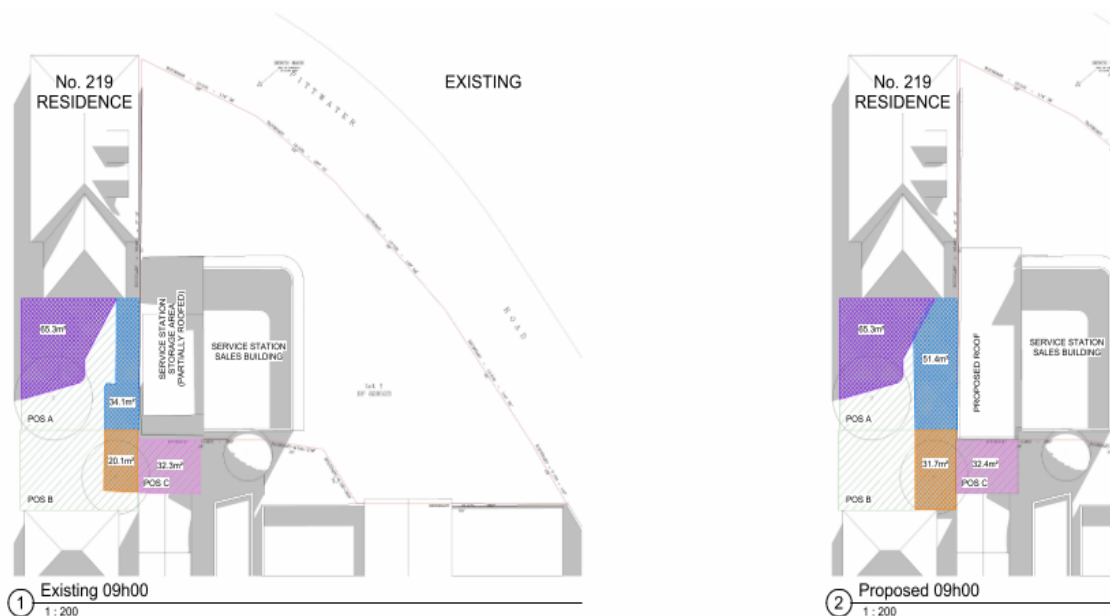 No. 219
RESIDENCE
EXISTING
PITTWATER
ROAD
65.3m²
SERVICE STATION
STORAGE AREA
(PARTIALLY ROOFED)
SERVICE STATION
SALES BUILDING
34.1m²
POS A
20.1m²
32.3m²
POS C
POS B
1
Existing 09h00
1 : 200
No. 219
RESIDENCE
65.3m²
51.4m²
PROPOSED ROOF
SERVICE STATION
SALES BUILDING
POS A
31.7m²
32.4m²
POS C
POS B
2
Proposed 09h00
1 : 200